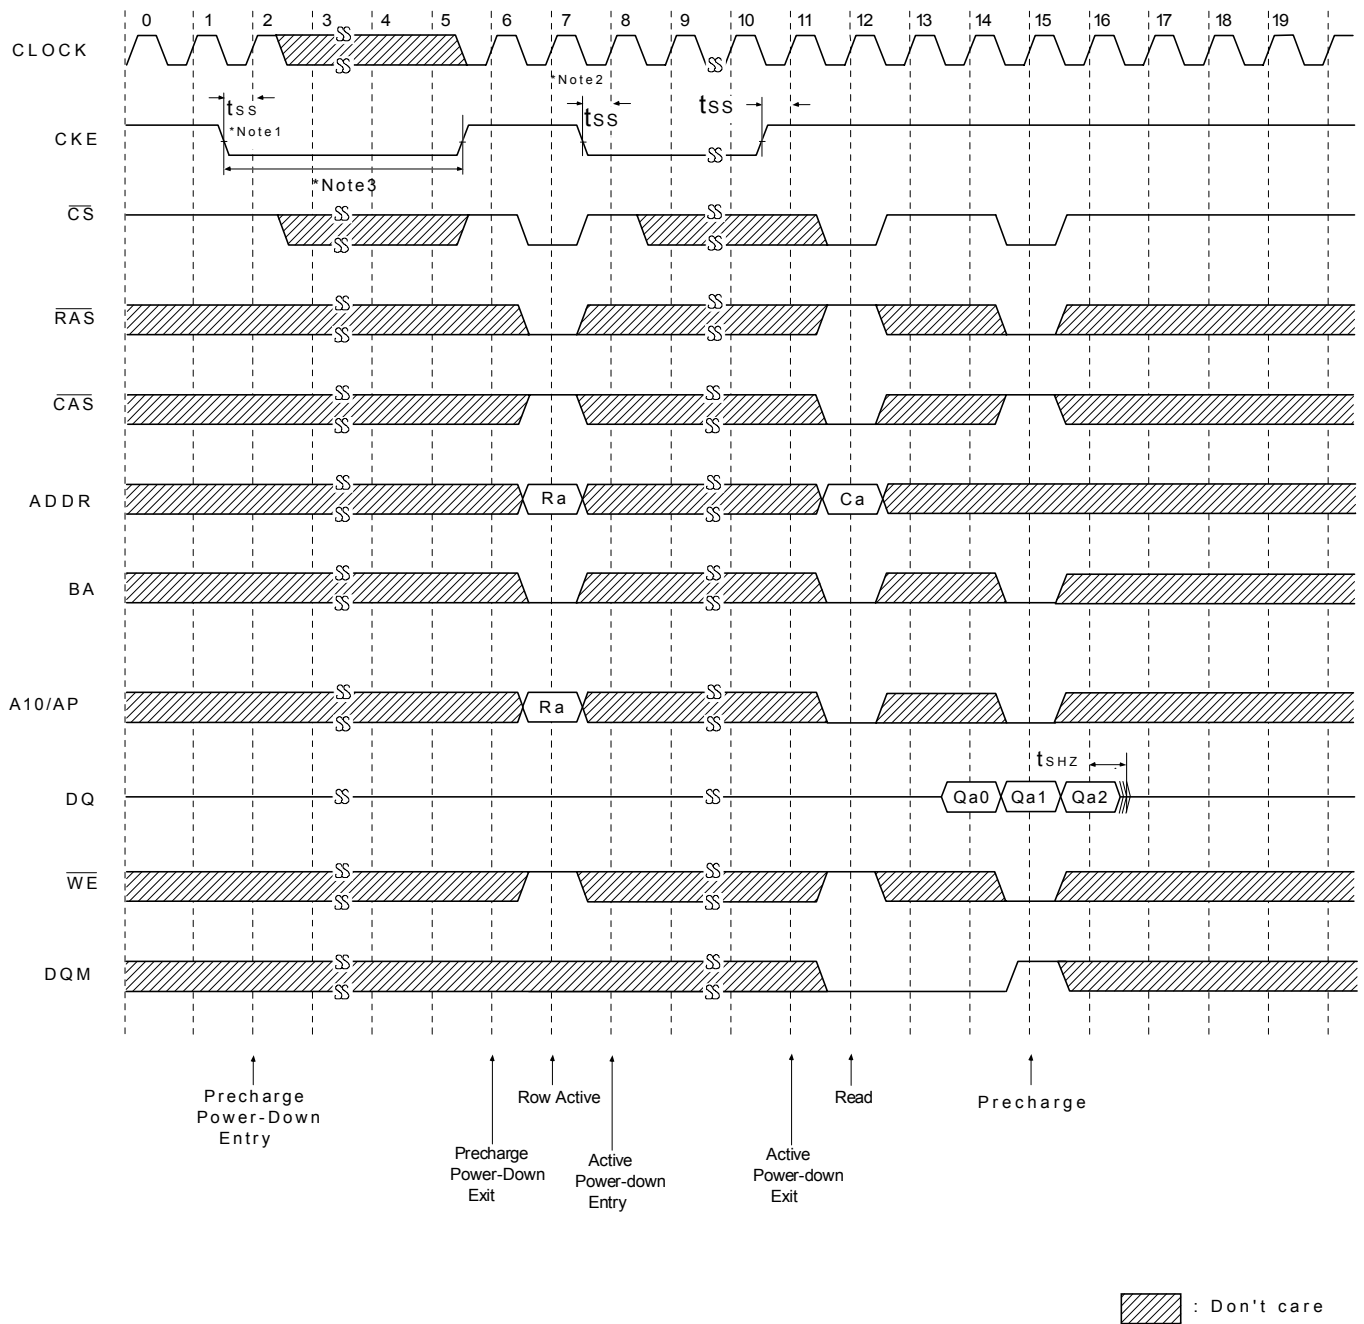 0 1 2 3 4 5 6 7 8 9 10 11 12 13 14 15 16 17 18 19
CLOCK
*Note2
tSS tSS tSS
*Note1
CKE
*Note3
CS
RAS
CAS
ADDR Ra Ca
BA
A10/AP Ra
tSHZ
DQ Qa0 Qa1 Qa2
WE
DQM
Precharge
Power-Down
Entry
Precharge
Power-Down
Exit
Row Active
Active
Power-down
Entry
Active
Power-down
Exit
Read
Precharge
: Don't care